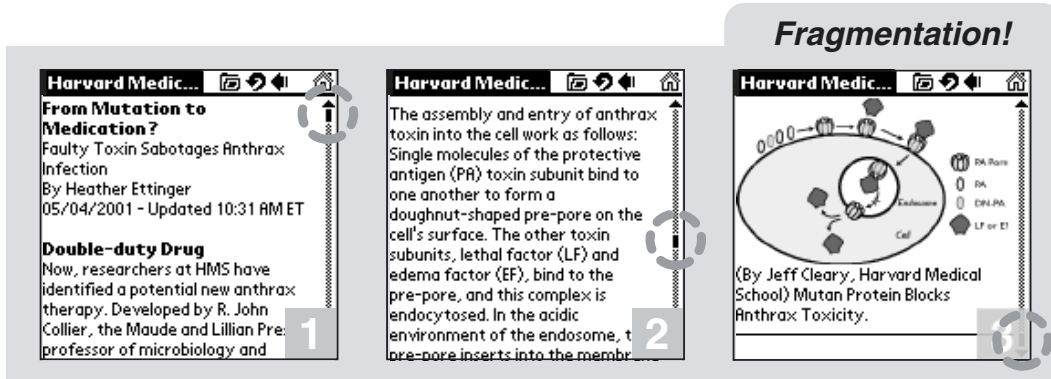 Fragmentation!
Harvard Medic...
From Mutation to
Medication?
Faulty Toxin Sabotages Anthrax
Infection
By Heather Ettinger
05/04/2001 - Updated 10:31 AM ET
Double-duty Drug
Now, researchers at HMS have
identified a potential new anthrax
therapy. Developed by R. John
Collier, the Maude and Lillian Pres
professor of microbiology and
1
Harvard Medic...
The assembly and entry of anthrax
toxin into the cell work as follows:
Single molecules of the protective
antigen (PA) toxin subunit bind to
one another to form a
doughnut-shaped pre-pore on the
cell's surface. The other toxin
subunits, lethal factor (LF) and
edema factor (EF), bind to the
pre-pore, and this complex is
endocytosed. In the acidic
environment of the endosome, t
pre-pore inserts into the membrane
2
Harvard Medic...
PA Pore
PA
DN-PA
LF or EF
Endosome
Cell
(By Jeff Cleary, Harvard Medical
School) Mutan Protein Blocks
Anthrax Toxicity.
3